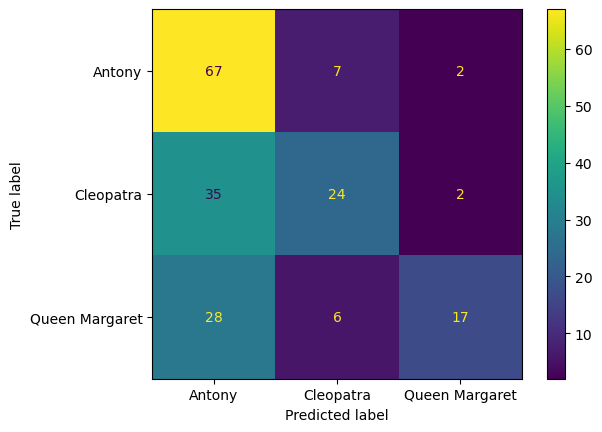 Antony 67 7 2
Cleopatra 35 24 2
Queen Margaret 28 6 17
Antony Cleopatra Queen Margaret
Predicted label
True label
60
50
40
30
20
10